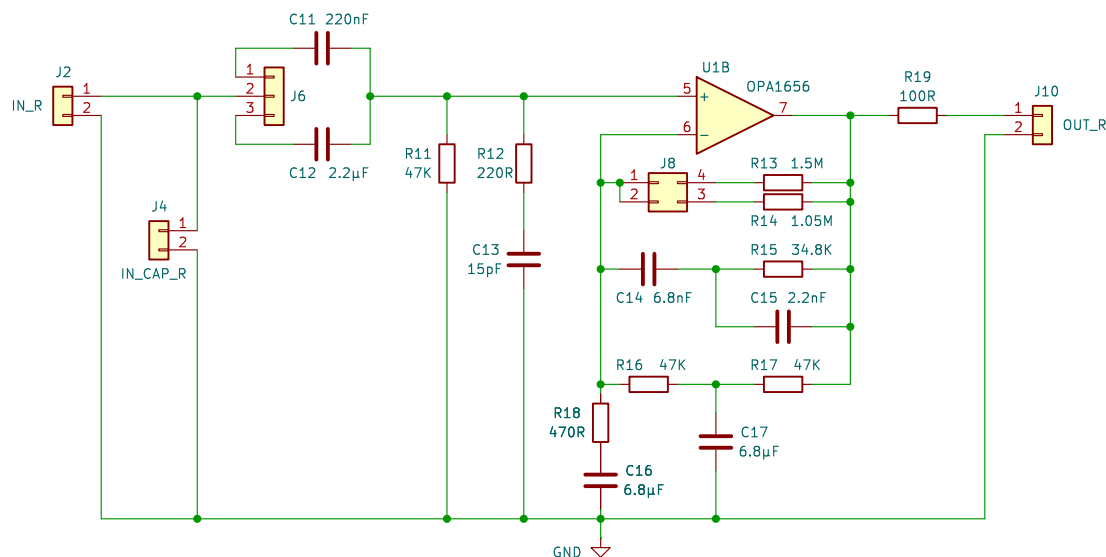 C11 220nF
J2
1
2
IN_R
1
2
3
J6
C12 2.2µF
J4
1
2
IN_CAP_R
R11
47K
R12
220R
C13
15pF
U1B
OPA1656
5
+
6
−
7
J8
1
2
4
3
R13 1.5M
R14 1.05M
R15 34.8K
C14 6.8nF
C15 2.2nF
R16 47K
R17 47K
R18
470R
C16
6.8µF
C17
6.8µF
R19
100R
J10
1
2
OUT_R
GND